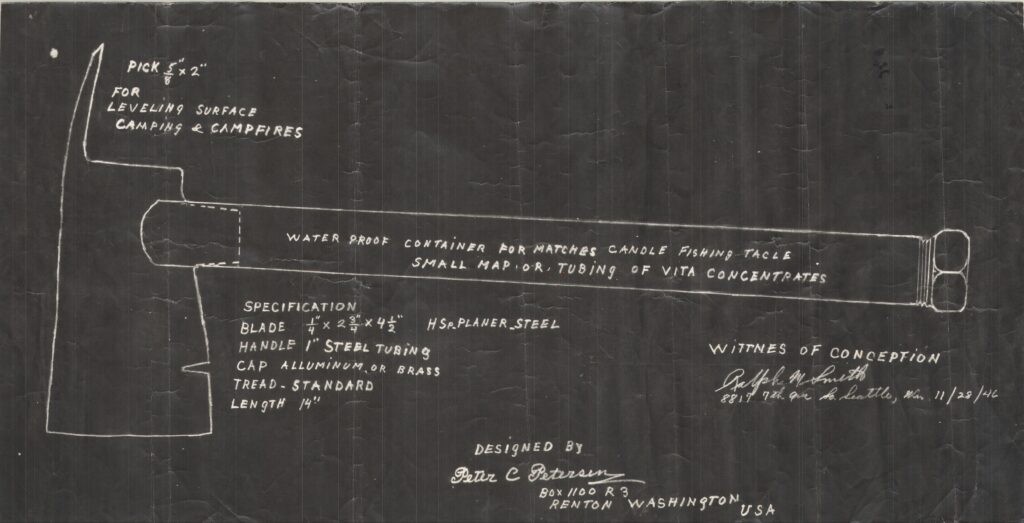 PICK 5/8" x 2"
FOR
LEVELING SURFACE
CAMPING & CAMPFIRES
WATER PROOF CONTAINER FOR MATCHES CANDLE FISHING TACLE
SMALL MAP. OR. TUBING OF VITA CONCENTRATES
SPECIFICATION
BLADE 1/4" x 2 3/4" x 4 1/2" HSP. PLANER STEEL
HANDLE 1" STEEL TUBING
CAP ALLUMINUM OR BRASS
TREAD - STANDARD
LENGTH 14"
WITTNES OF CONCEPTION
Ralph M Smith
8817 7th Ave So. Seattle, Wn. 11/28/46
DESIGNED By
Peter C Petersen
BOX 1100 R 3
RENTON WASHINGTON
USA